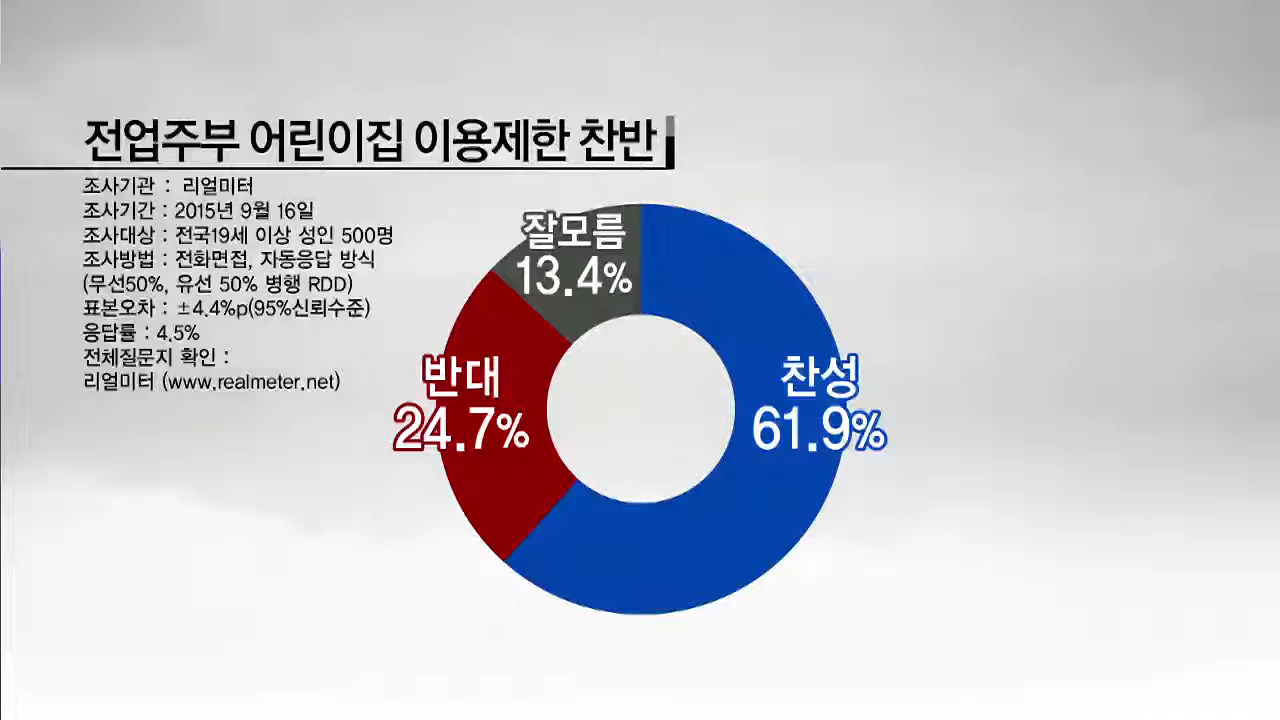 전업주부 어린이집 이용제한 찬반
조사기관 : 리얼미터
조사기간 : 2015년 9월 16일
조사대상 : 전국19세 이상 성인 500명
조사방법 : 전화면접, 자동응답 방식
(무선50%, 유선 50% 병행 RDD)
표본오차 : ±4.4%p(95%신뢰수준)
응답률 : 4.5%
전체질문지 확인 :
리얼미터 (www.realmeter.net)
잘모름
13.4%
반대
24.7%
찬성
61.9%